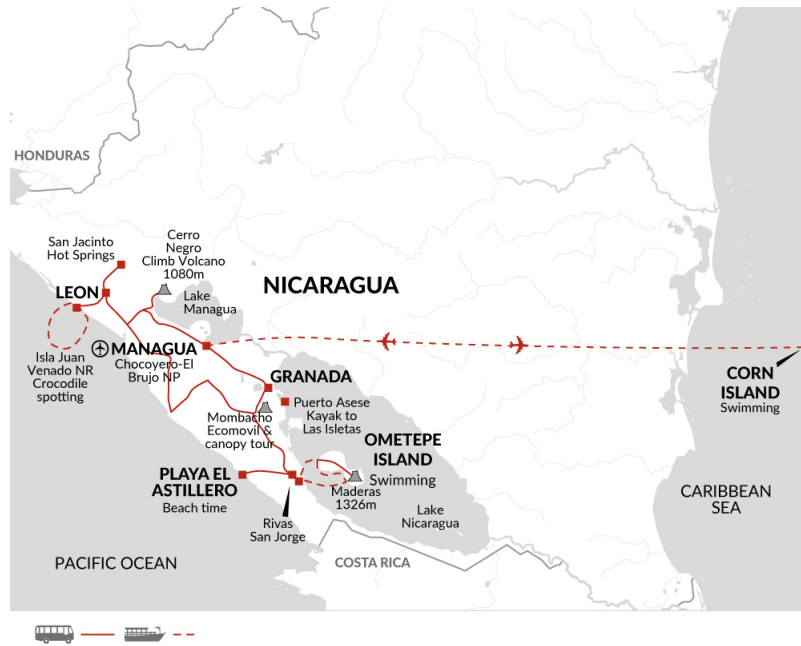 HONDURAS
San Jacinto
Hot Springs
Cerro
Negro
Climb Volcano
1080m
LEON
Lake
Managua
NICARAGUA
Isla Juan
Venado NR
Crocodile
spotting
MANAGUA
Chocoyero-El
Brujo NP
GRANADA
Puerto Asese
Kayak to
Las Isletas
Mombacho
Ecomovil &
canopy tour
CORN
ISLAND
Swimming
OMETEPE
ISLAND
Swimming
PLAYA EL
ASTILLERO
Beach time
Maderas
1326m
Rivas
San Jorge
Lake
Nicaragua
CARIBBEAN
SEA
PACIFIC OCEAN
COSTA RICA